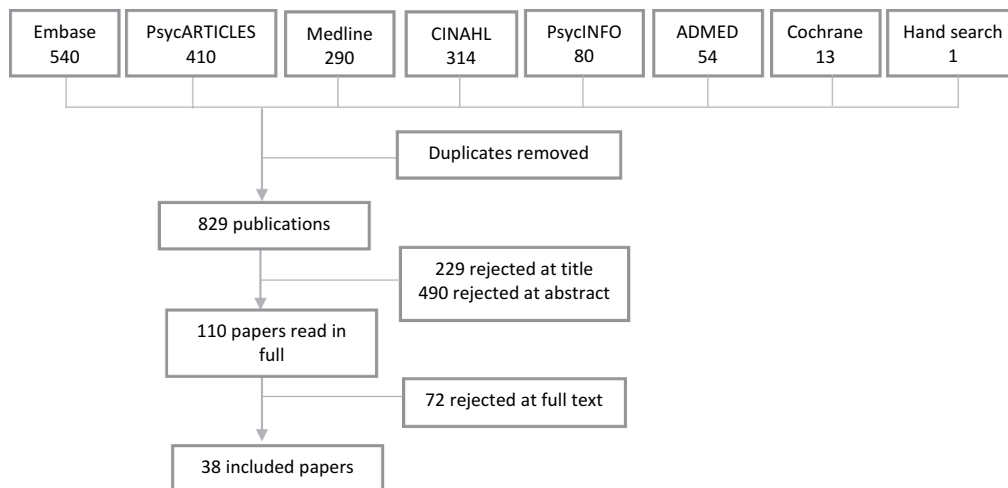 Embase
540
PsycARTICLES
410
Medline
290
CINAHL
314
PsycINFO
80
ADMED
54
Cochrane
13
Hand search
1
Duplicates removed
829 publications
229 rejected at title
490 rejected at abstract
110 papers read in
full
72 rejected at full text
38 included papers